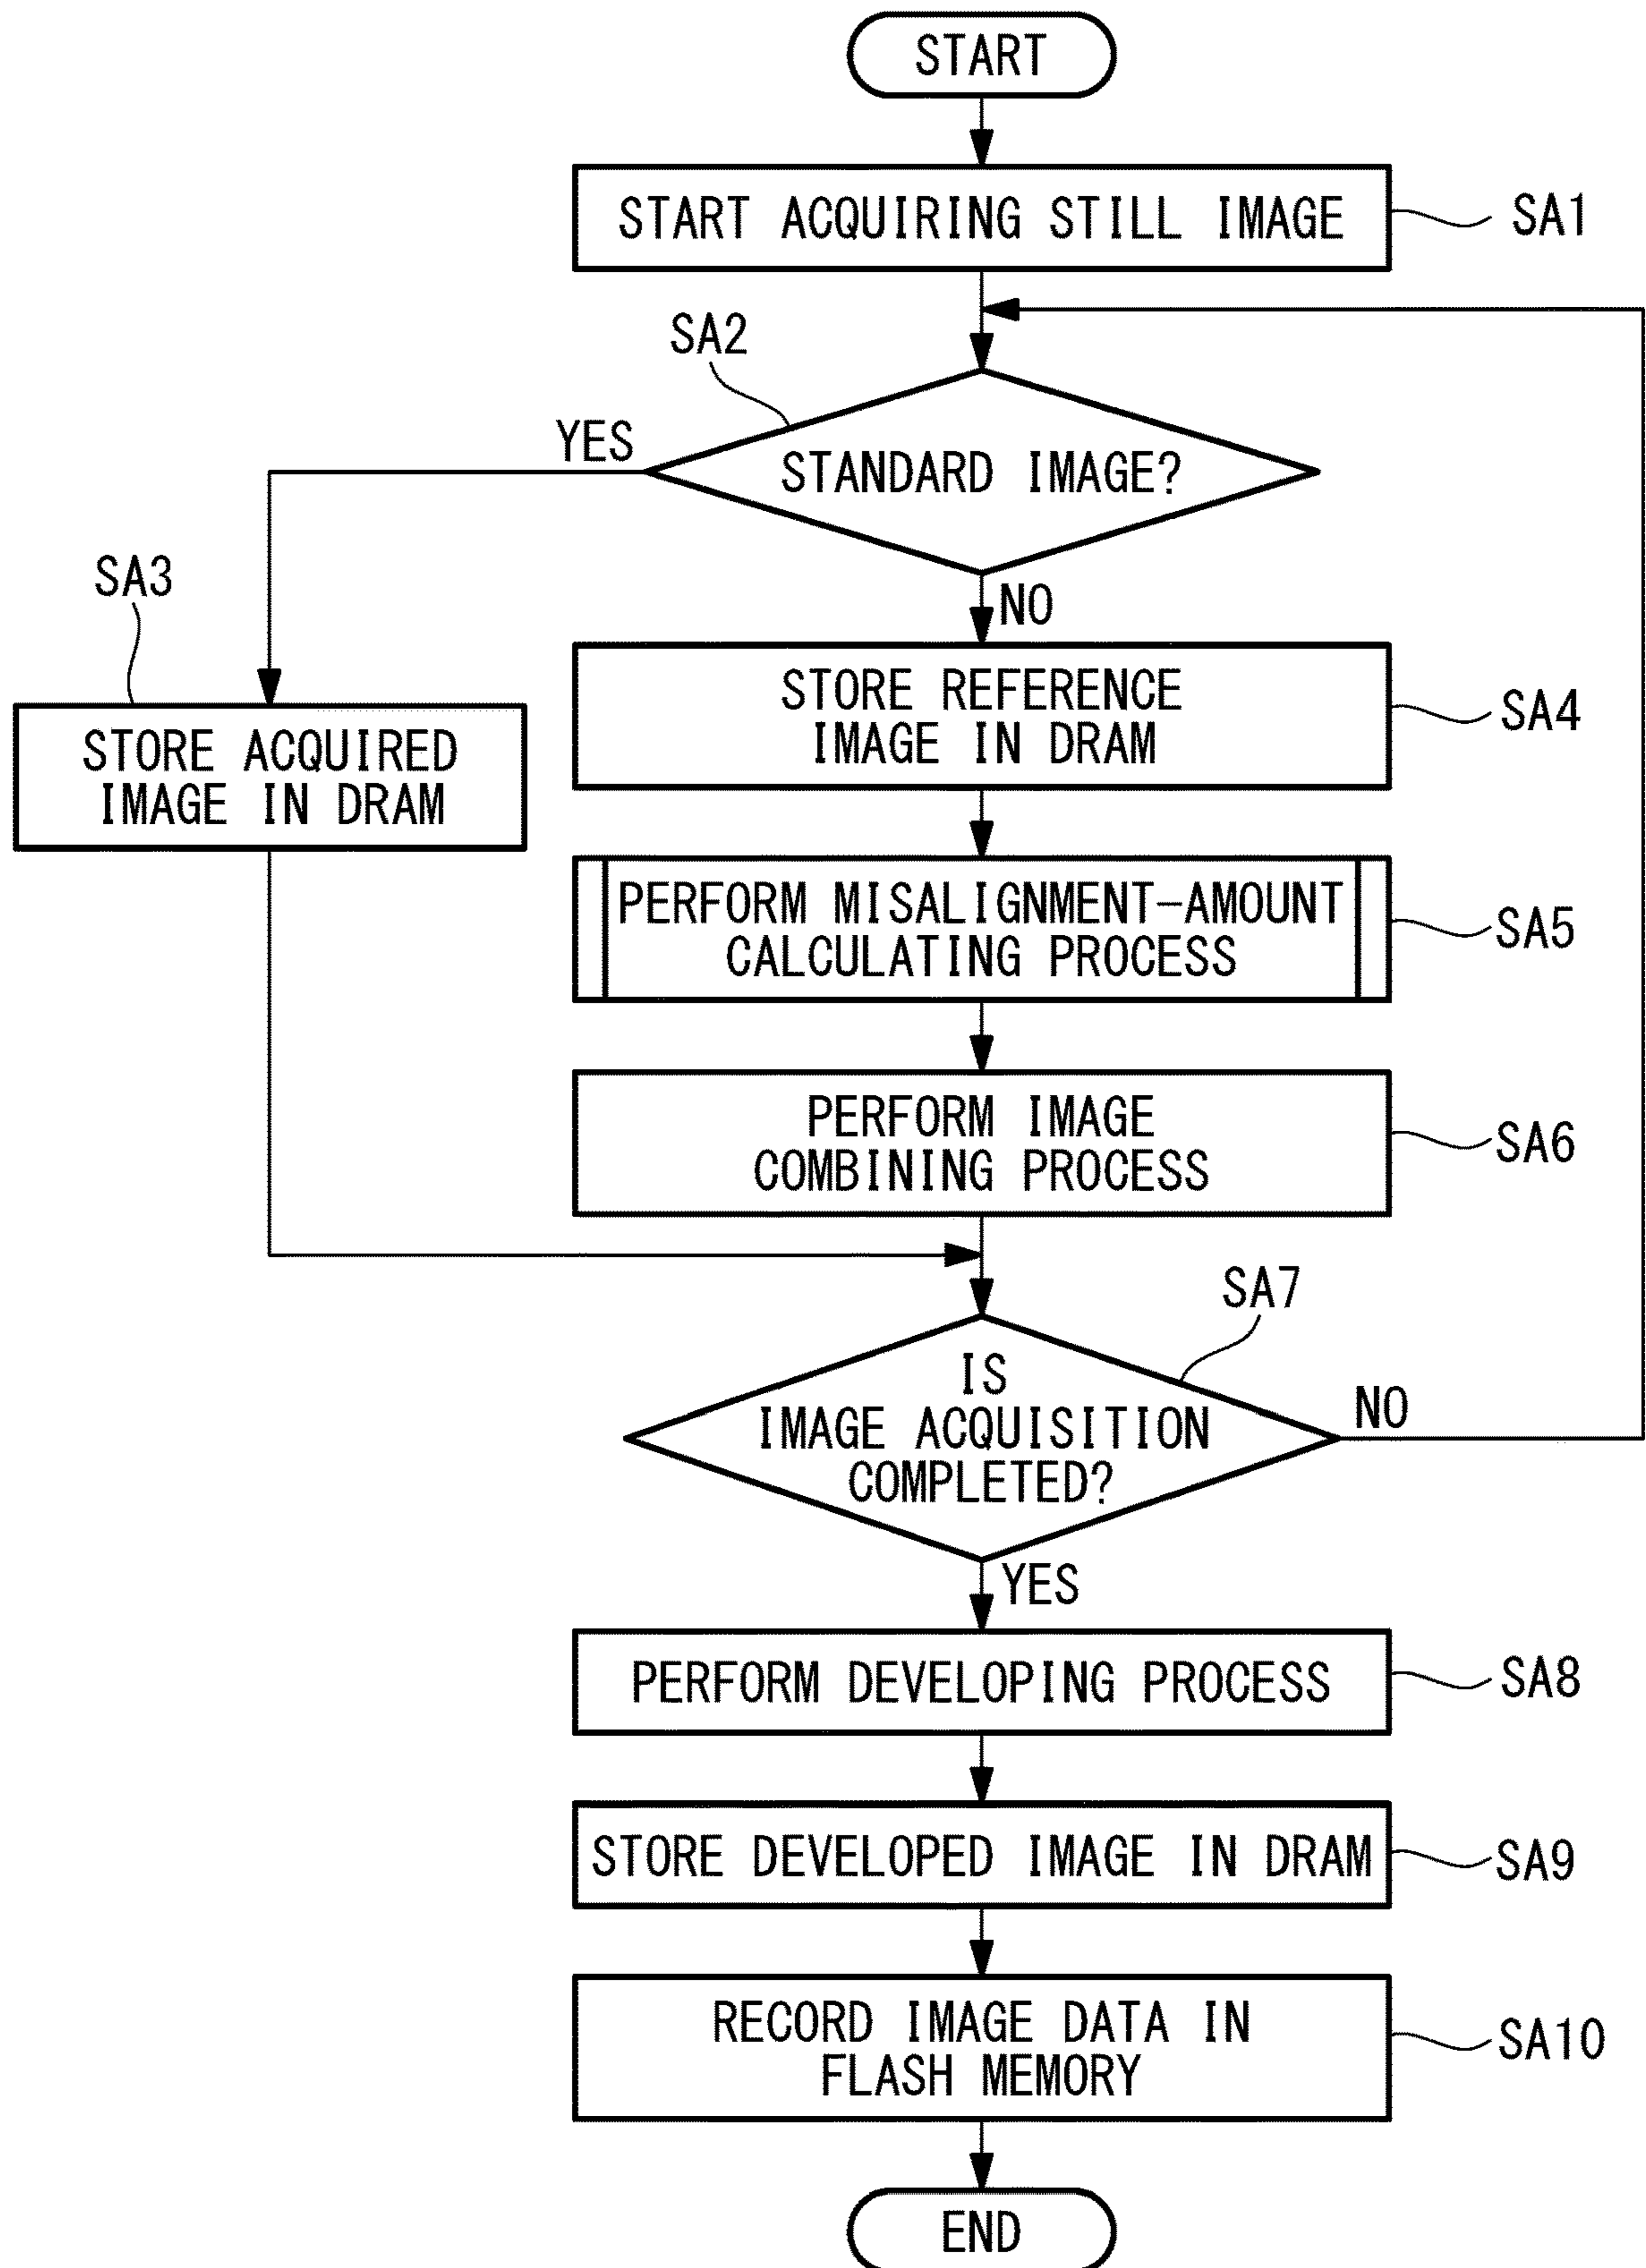 START
START ACQUIRING STILL IMAGE
SA1
SA2
YES
STANDARD IMAGE?
NO
SA3
STORE ACQUIRED
IMAGE IN DRAM
STORE REFERENCE
IMAGE IN DRAM
SA4
PERFORM MISALIGNMENT-AMOUNT
CALCULATING PROCESS
SA5
PERFORM IMAGE
COMBINING PROCESS
SA6
SA7
IS
IMAGE ACQUISITION
COMPLETED?
NO
YES
PERFORM DEVELOPING PROCESS
SA8
STORE DEVELOPED IMAGE IN DRAM
SA9
RECORD IMAGE DATA IN
FLASH MEMORY
SA10
END